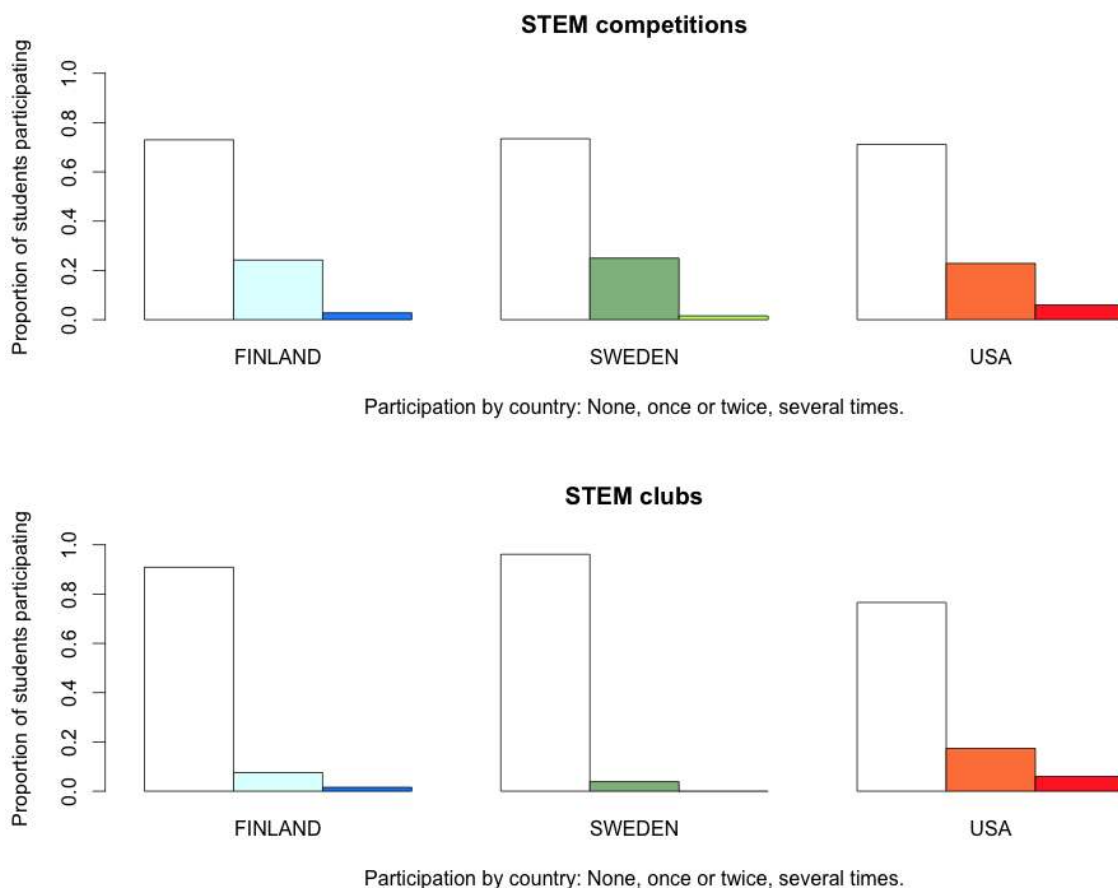 STEM competitions
Proportion of students participating
1.0
0.8
0.6
0.4
0.2
0.0
FINLAND SWEDEN USA
Participation by country: None, once or twice, several times.
STEM clubs
Proportion of students participating
1.0
0.8
0.6
0.4
0.2
0.0
FINLAND SWEDEN USA
Participation by country: None, once or twice, several times.